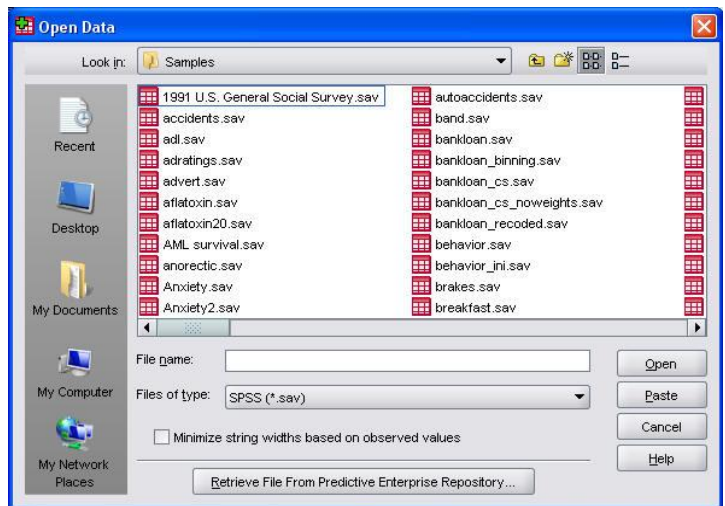 Open Data
Look in:
Samples
Recent
Desktop
My Documents
My Computer
My Network
Places
1991 U.S. General Social Survey.sav
accidents.sav
adl.sav
adratings.sav
advert.sav
aflatoxin.sav
aflatoxin20.sav
AML survival.sav
anorectic.sav
Anxiety.sav
Anxiety2.sav
autoaccidents.sav
band.sav
bankloan.sav
bankloan_binning.sav
bankloan_cs.sav
bankloan_cs_noweights.sav
bankloan_recoded.sav
behavior.sav
behavior_ini.sav
brakes.sav
breakfast.sav
File name:
Open
Files of type:
SPSS (*.sav)
Paste
Minimize string widths based on observed values
Cancel
Help
Retrieve File From Predictive Enterprise Repository...